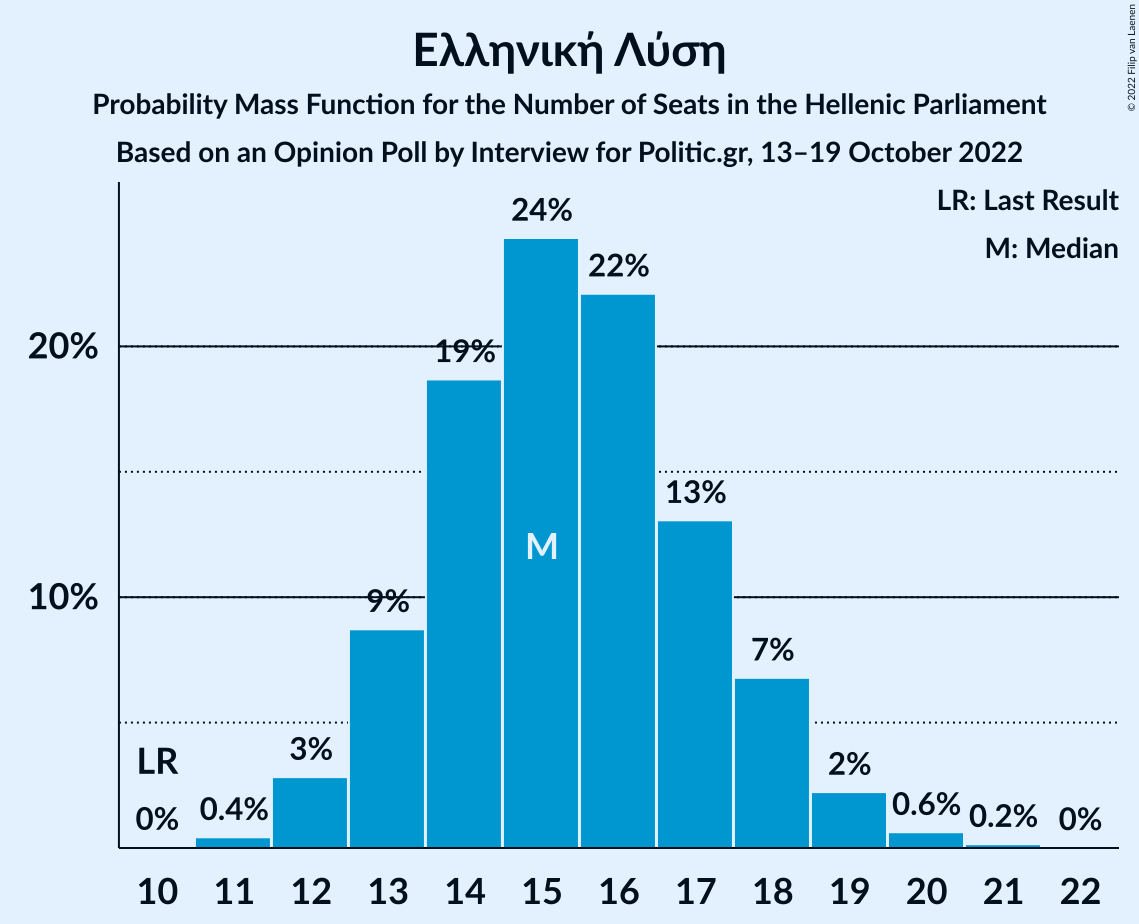 Ελληνική Λύση
Probability Mass Function for the Number of Seats in the Hellenic Parliament
Based on an Opinion Poll by Interview for Politic.gr, 13–19 October 2022
© 2022 Filip van Laenen
LR: Last Result
M: Median
24%
22%
20%
19%
13%
M
10%
9%
7%
LR
3%
2%
0%
0.4%
0.6%
0.2%
0%
10 11 12 13 14 15 16 17 18 19 20 21 22